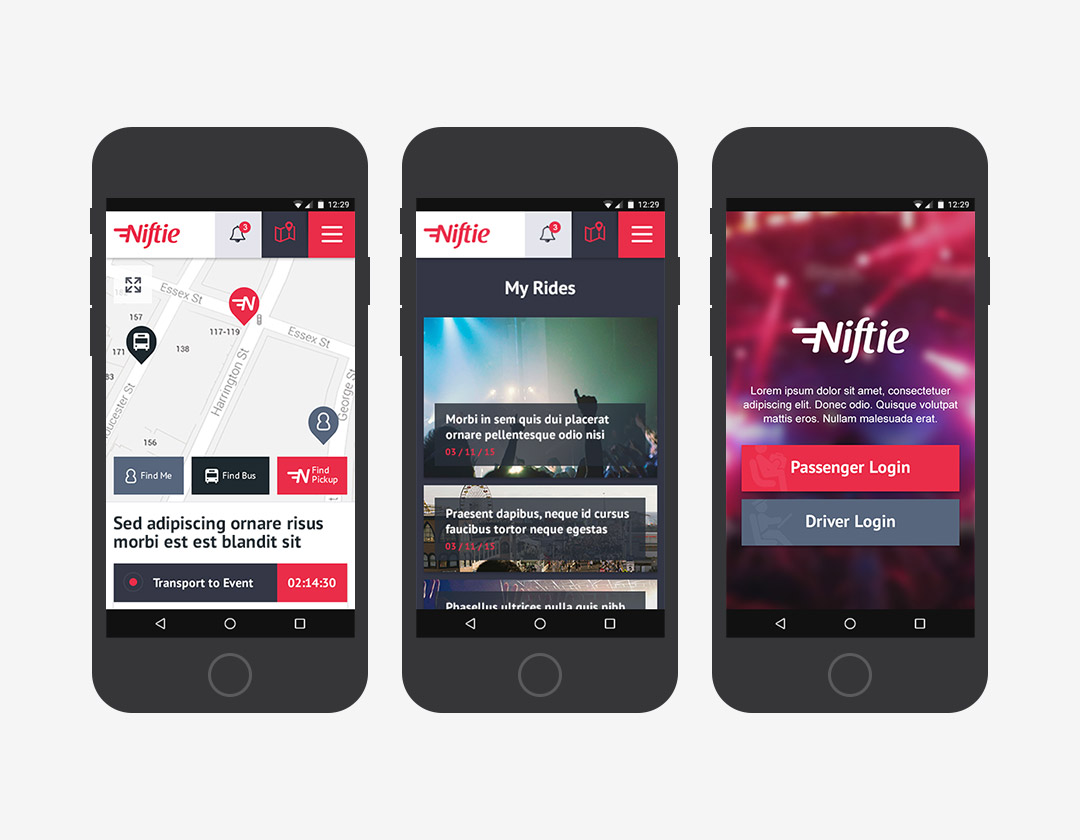 12:29
Niftie
3
Essex St
157
117-119
Essex St
171
138
83
Harrington St
George St
156
Find Me
Find Bus
N
Find
Pickup
Sed adipiscing ornare risus
morbi est est blandit sit
Transport to Event
02:14:30
12:29
Niftie
3
My Rides
Morbi in sem quis dui placerat
ornare pellentesque odio nisi
03 / 11 / 15
Praesent dapibus, neque id cursus
faucibus tortor neque egestas
03 / 11 / 15
Phasellus ultrices nulla quis nibh
12:29
Niftie
Lorem ipsum dolor sit amet, consectetuer
adipiscing elit. Donec odio. Quisque volutpat
mattis eros. Nullam malesuada erat.
Passenger Login
Driver Login